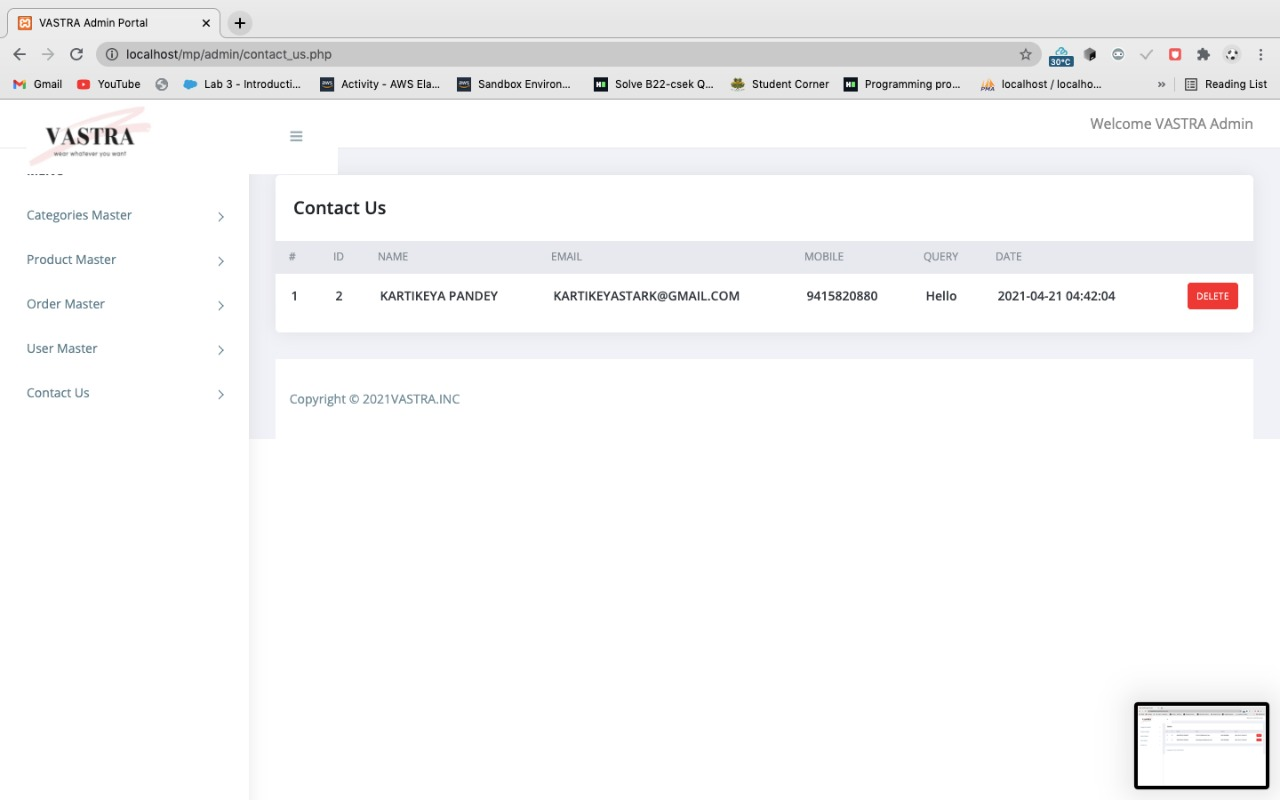 VASTRA Admin Portal
localhost/mp/admin/contact_us.php
30°C
Gmail
YouTube
Lab 3 - Introducti...
Activity - AWS Ela...
Sandbox Environ...
Solve B22-csek Q...
Student Corner
Programming pro...
localhost / localho...
Reading List
VASTRA
wear whatever you want
Welcome VASTRA Admin
Categories Master
Product Master
Order Master
User Master
Contact Us
Contact Us
# ID NAME EMAIL MOBILE QUERY DATE
1 2 KARTIKEYA PANDEY KARTIKEYASTARK@GMAIL.COM 9415820880 Hello 2021-04-21 04:42:04 DELETE
Copyright © 2021VASTRA.INC